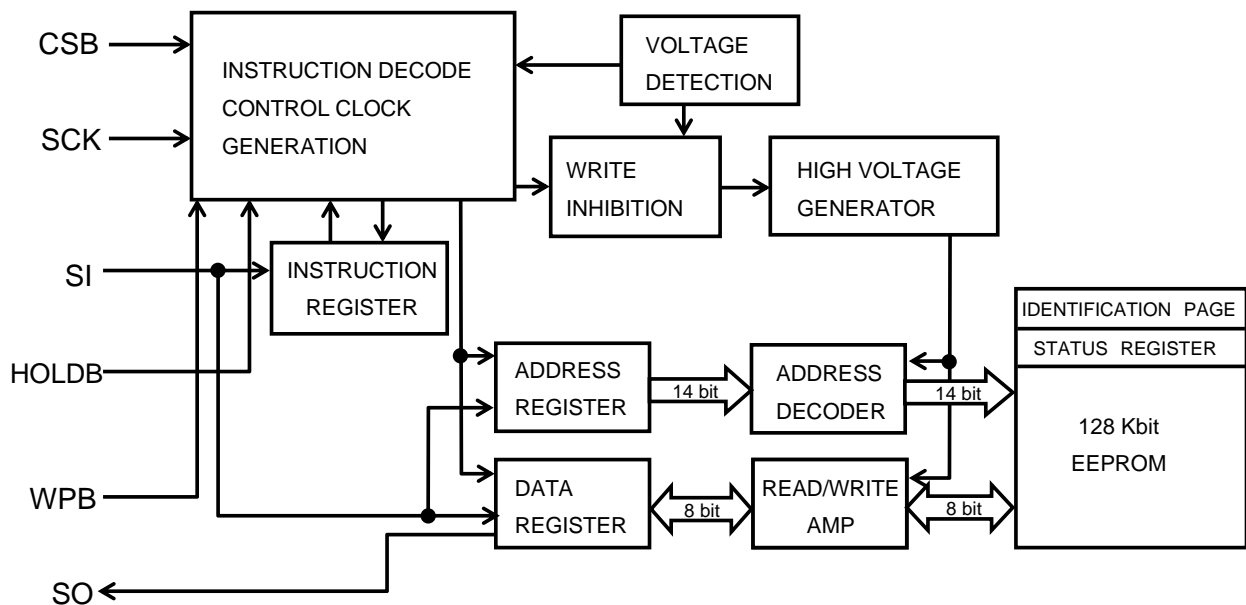 CSB
SCK
SI
HOLDB
WPB
SO
INSTRUCTION DECODE
CONTROL CLOCK
GENERATION
VOLTAGE
DETECTION
WRITE
INHIBITION
HIGH VOLTAGE
GENERATOR
INSTRUCTION
REGISTER
ADDRESS
REGISTER
14 bit
ADDRESS
DECODER
14 bit
DATA
REGISTER
8 bit
READ/WRITE
AMP
8 bit
IDENTIFICATION PAGE
STATUS REGISTER
128 Kbit
EEPROM